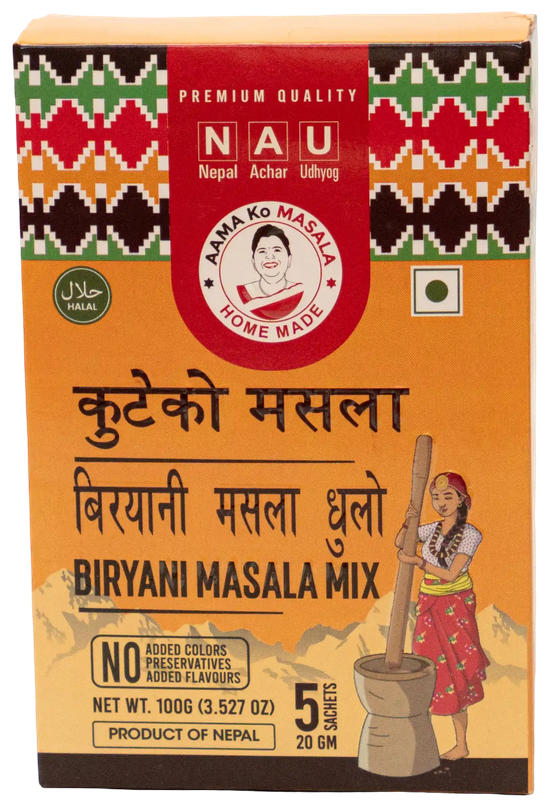 PREMIUM QUALITY
NAU
Nepal Achar Udhyog
AAMA Ko MASALA
HOME MADE
حلال
HALAL
कुटेको मसला
बिरयानी मसला धुलो
BIRYANI MASALA MIX
NO ADDED COLORS
PRESERVATIVES
ADDED FLAVOURS
NET WT. 100G (3.527 OZ)
PRODUCT OF NEPAL
5 SACHETS
20 GM